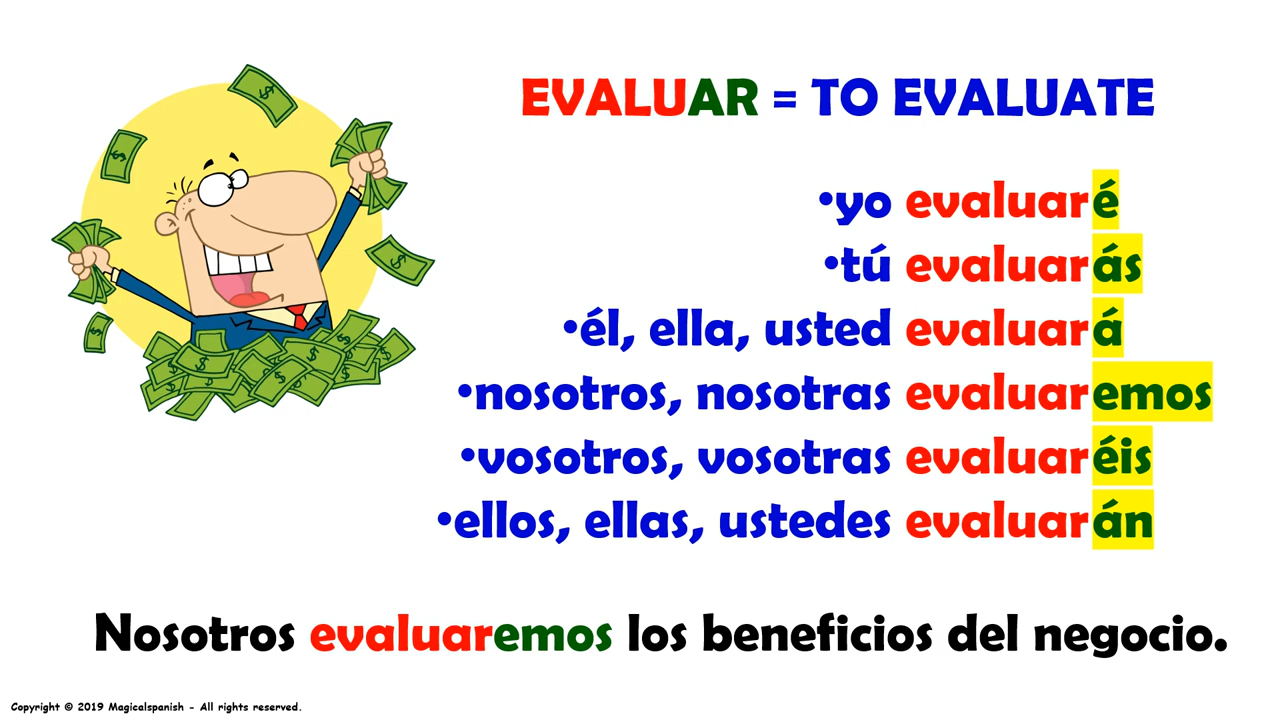 EVALUAR = TO EVALUATE
•yo evaluaré
•tú evaluarás
•él, ella, usted evaluará
•nosotros, nosotras evaluaremos
•vosotros, vosotras evaluaréis
•ellos, ellas, ustedes evaluarán
Nosotros evaluaremos los beneficios del negocio.
Copyright © 2019 Magicalspanish - All rights reserved.